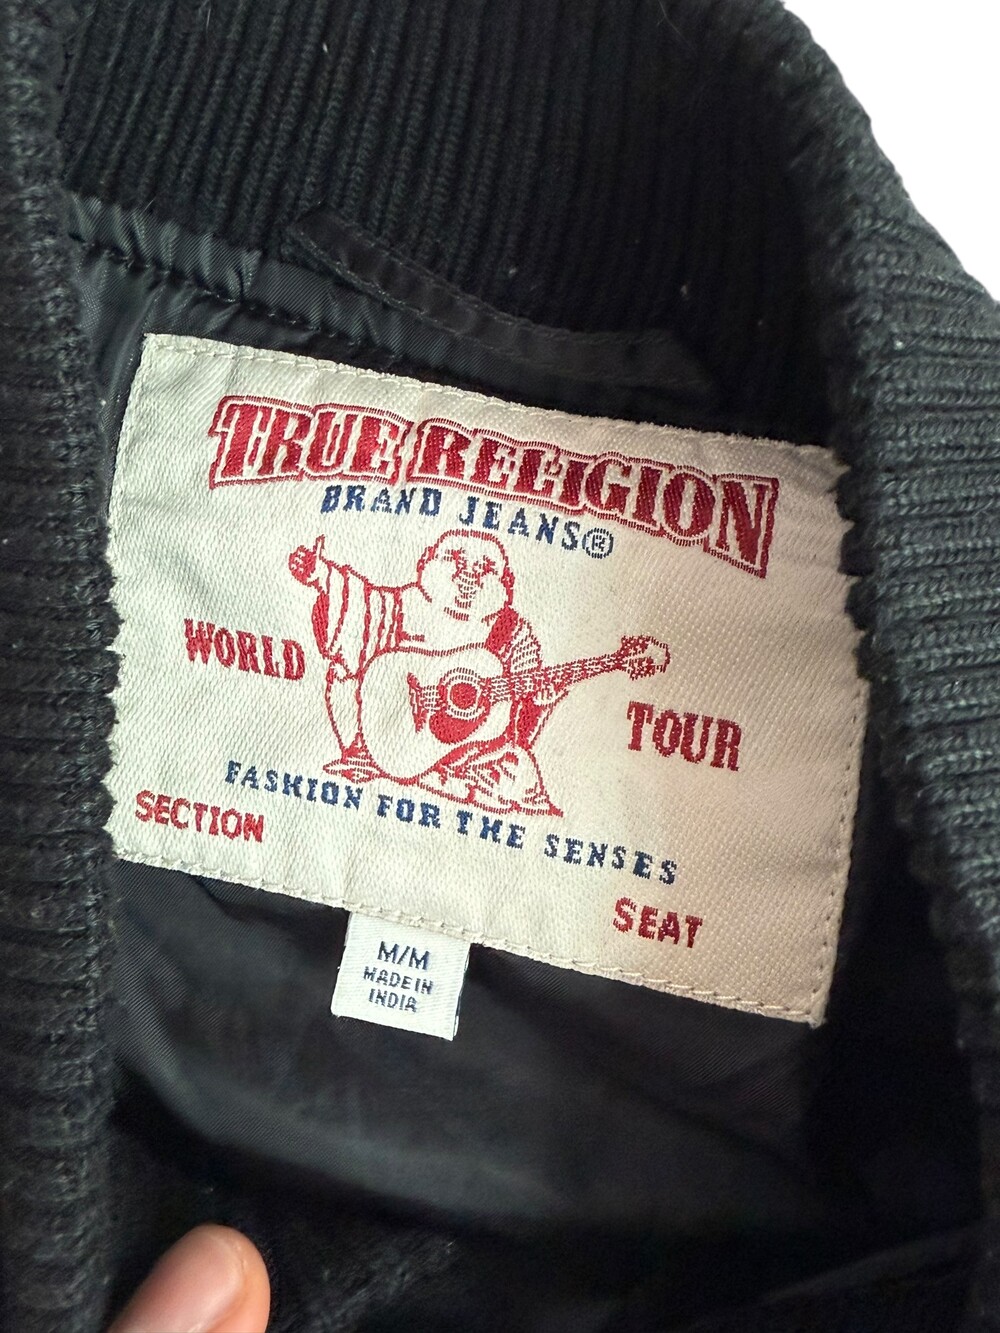 TRUE RELIGION
BRAND JEANS®
WORLD TOUR
FASHION FOR THE SENSES
SECTION
SEAT
M/M
MADE IN
INDIA